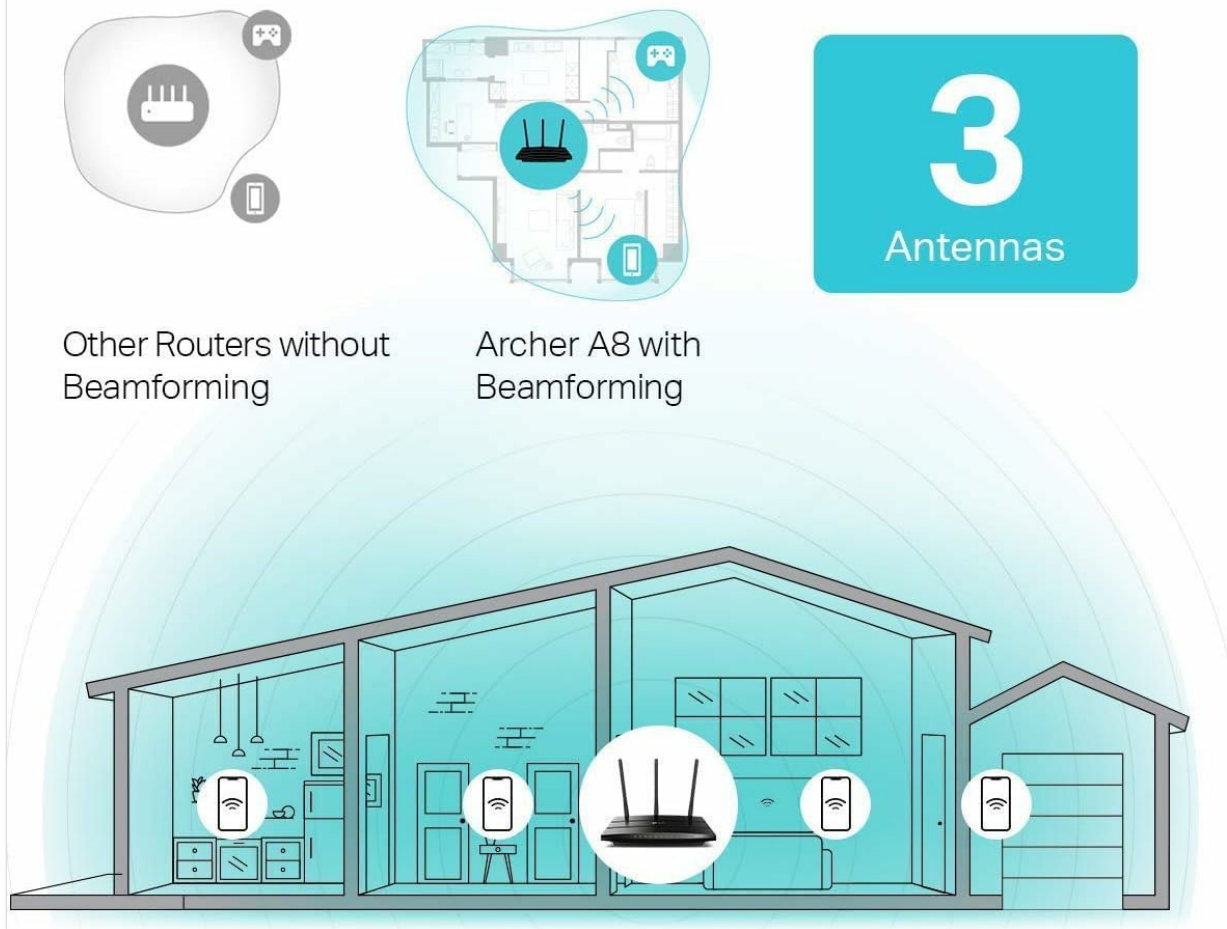 3
Antennas
Other Routers without
Beamforming
Archer A8 with
Beamforming